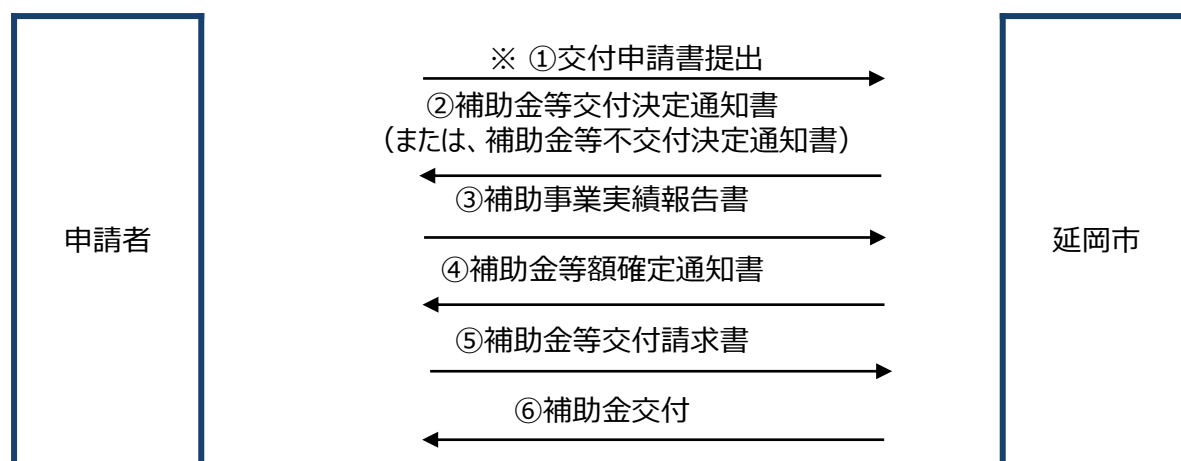 ※ ①交付申請書提出
②補助金等交付決定通知書
（または、補助金等不交付決定通知書）
③補助事業実績報告書
申請者
延岡市
④補助金等額確定通知書
⑤補助金等交付請求書
⑥補助金交付